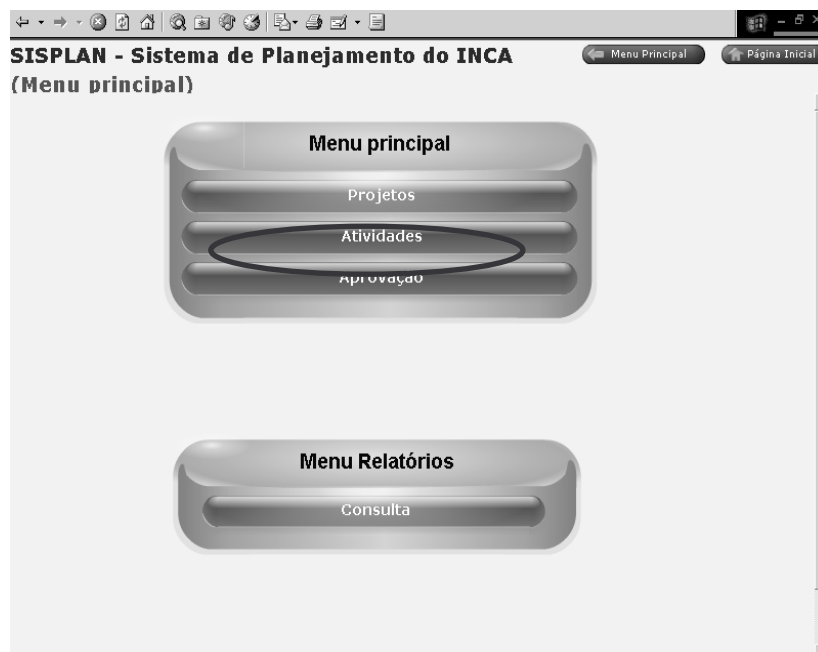 SISPLAN - Sistema de Planejamento do INCA
Menu Principal
Página Inicial
(Menu principal)
Menu principal
Projetos
Atividades
Aprovação
Menu Relatórios
Consulta